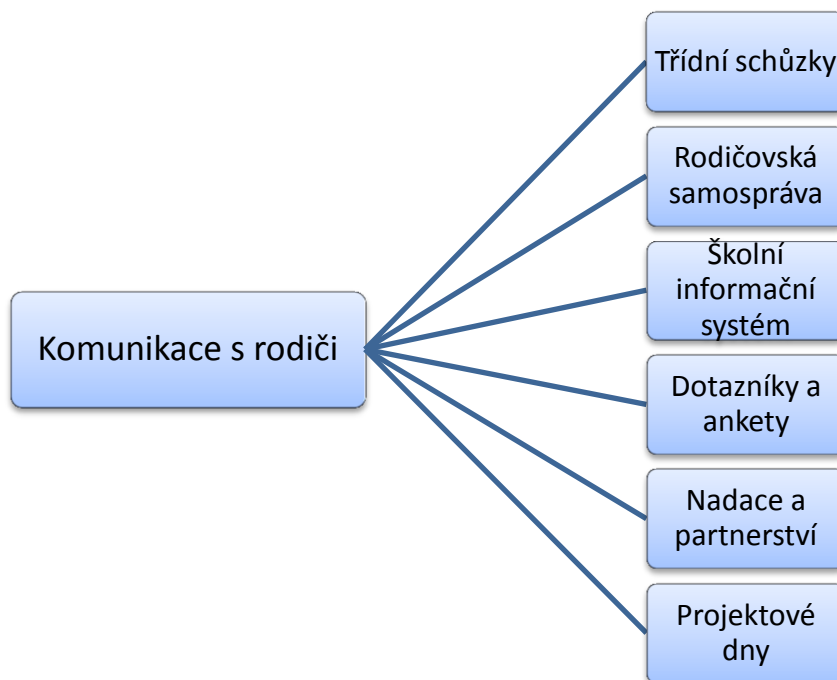 Třídní schůzky
Rodičovská
samospráva
Školní
informační
systém
Komunikace s rodiči
Dotazníky a
ankety
Nadace a
partnerství
Projektové
dny